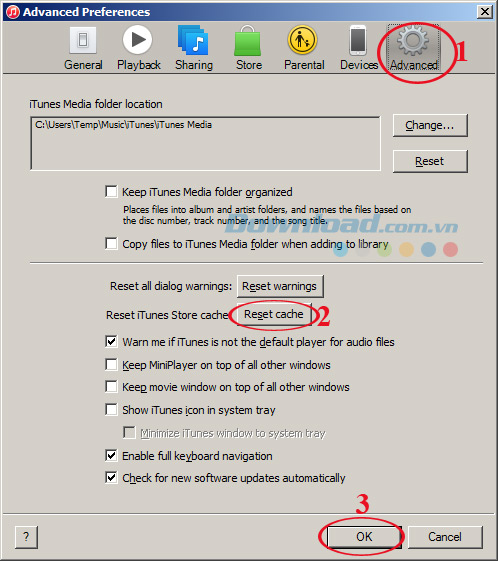 Advanced Preferences
General Playback Sharing Store Parental Devices Advanced
1
iTunes Media folder location
C:\Users\Temp\Music\iTunes\iTunes Media
Change...
Reset
Keep iTunes Media folder organized
Places files into album and artist folders, and names the files based on
the disc number, track number, and the song title.
Download.com.vn
Copy files to iTunes Media folder when adding to library
Reset all dialog warnings: Reset warnings
Reset iTunes Store cache: Reset cache 2
Warn me if iTunes is not the default player for audio files
Keep MiniPlayer on top of all other windows
Keep movie window on top of all other windows
Show iTunes icon in system tray
Minimize iTunes window to system tray
Enable full keyboard navigation
Check for new software updates automatically
3
? OK Cancel